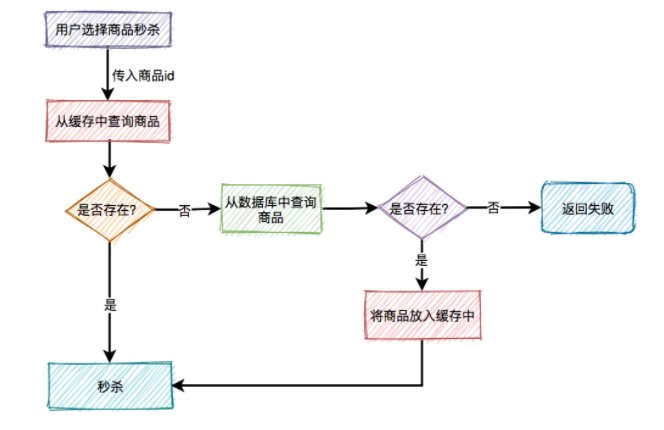 用户选择商品秒杀
传入商品id
从缓存中查询商品
是否存在?
否
从数据库中查询
商品
是否存在?
否
返回失败
是
是
将商品放入缓存中
秒杀